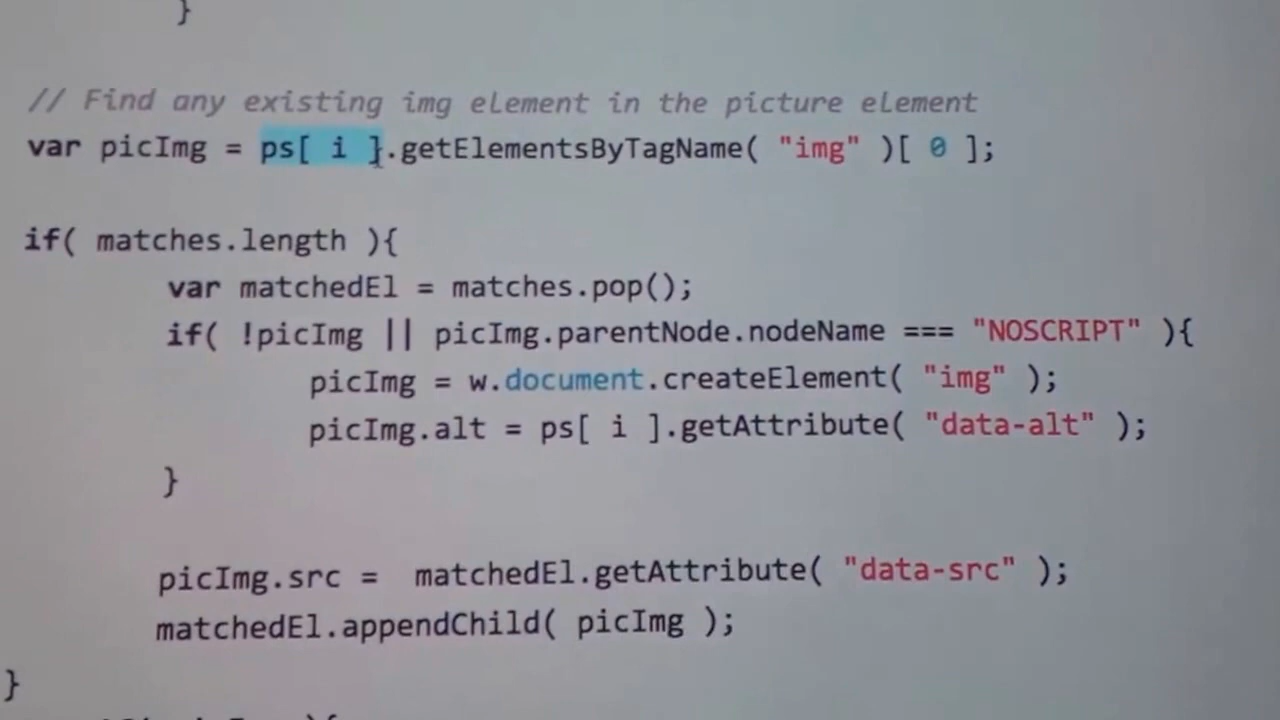 }
// Find any existing img element in the picture element
var picImg = ps[ i ].getElementsByTagName( "img" )[ 0 ];
if( matches.length ){
var matchedEl = matches.pop();
if( !picImg || picImg.parentNode.nodeName === "NOSCRIPT" ){
picImg = w.document.createElement( "img" );
picImg.alt = ps[ i ].getAttribute( "data-alt" );
}
picImg.src =  matchedEl.getAttribute( "data-src" );
matchedEl.appendChild( picImg );
}